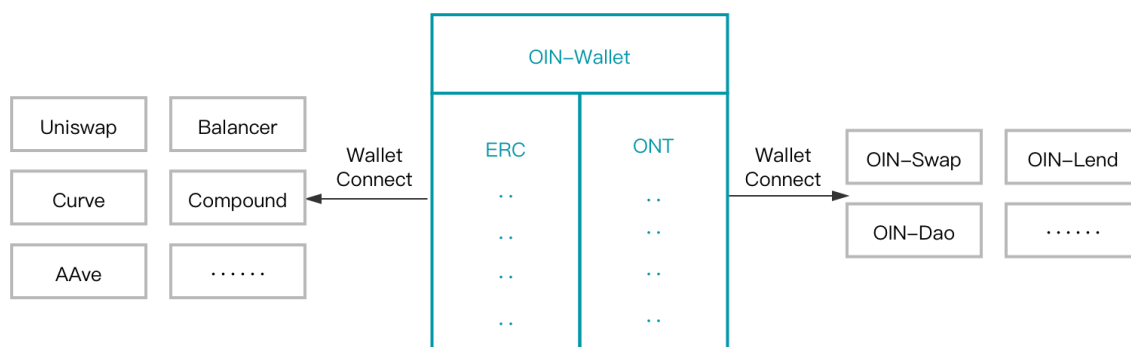 OIN-Wallet
Uniswap
Balancer
Curve
Compound
AAve
······
Wallet
Connect
ERC
··
··
··
··
ONT
··
··
··
··
Wallet
Connect
OIN-Swap
OIN-Lend
OIN-Dao
······